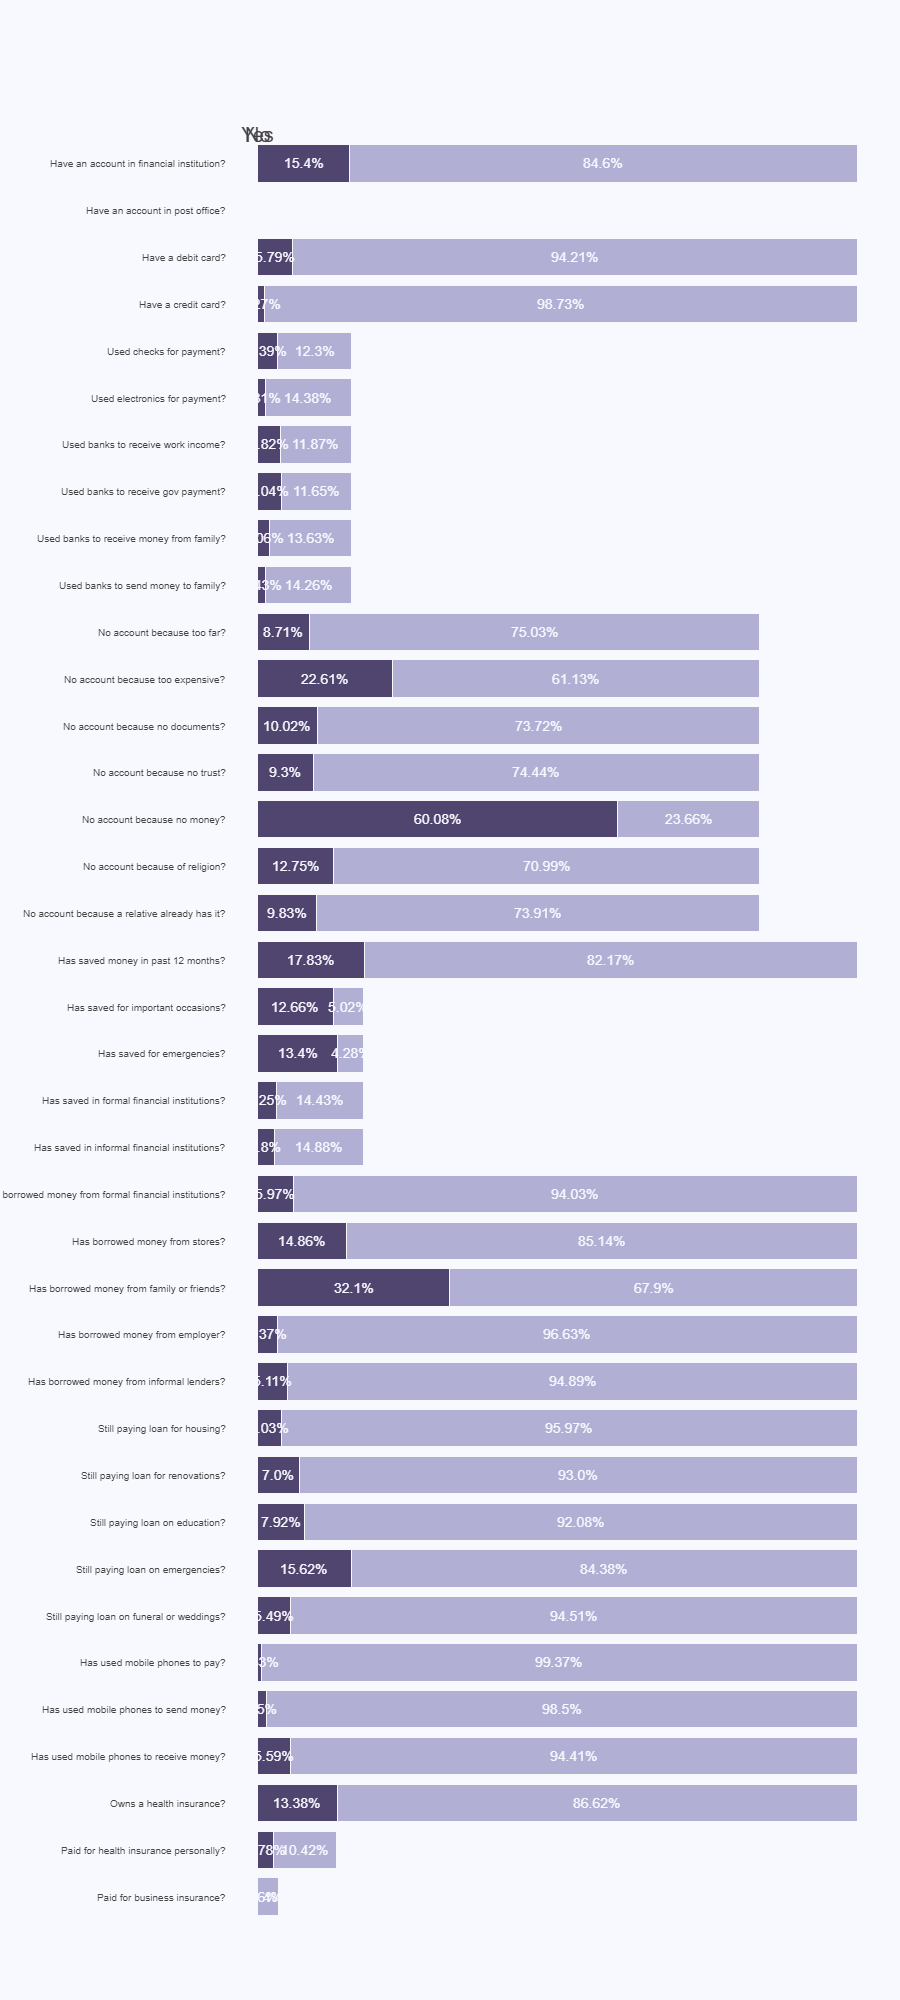 Yes No
Have an account in financial institution? 15.4% 84.6%
Have an account in post office?
Have a debit card? 5.79% 94.21%
Have a credit card? 27% 98.73%
Used checks for payment? 39% 12.3%
Used electronics for payment? 31% 14.38%
Used banks to receive work income? .82% 11.87%
Used banks to receive gov payment? .04% 11.65%
Used banks to receive money from family? 06% 13.63%
Used banks to send money to family? 43% 14.26%
No account because too far? 8.71% 75.03%
No account because too expensive? 22.61% 61.13%
No account because no documents? 10.02% 73.72%
No account because no trust? 9.3% 74.44%
No account because no money? 60.08% 23.66%
No account because of religion? 12.75% 70.99%
No account because a relative already has it? 9.83% 73.91%
Has saved money in past 12 months? 17.83% 82.17%
Has saved for important occasions? 12.66% 5.02%
Has saved for emergencies? 13.4% 4.28%
Has saved in formal financial institutions? 25% 14.43%
Has saved in informal financial institutions? .8% 14.88%
borrowed money from formal financial institutions? 5.97% 94.03%
Has borrowed money from stores? 14.86% 85.14%
Has borrowed money from family or friends? 32.1% 67.9%
Has borrowed money from employer? 37% 96.63%
Has borrowed money from informal lenders? 5.11% 94.89%
Still paying loan for housing? .03% 95.97%
Still paying loan for renovations? 7.0% 93.0%
Still paying loan on education? 7.92% 92.08%
Still paying loan on emergencies? 15.62% 84.38%
Still paying loan on funeral or weddings? 5.49% 94.51%
Has used mobile phones to pay? 3% 99.37%
Has used mobile phones to send money? 5% 98.5%
Has used mobile phones to receive money? 5.59% 94.41%
Owns a health insurance? 13.38% 86.62%
Paid for health insurance personally? 78% 10.42%
Paid for business insurance?